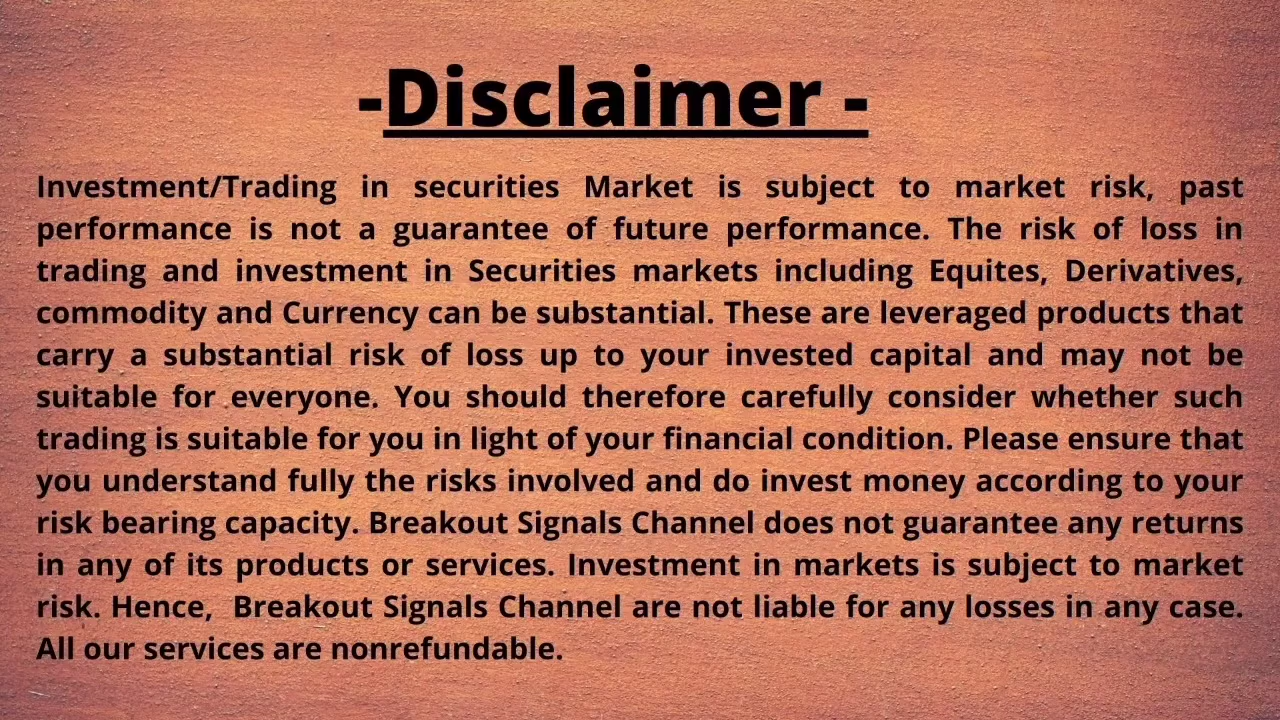 -Disclaimer -
Investment/Trading in securities Market is subject to market risk, past
performance is not a guarantee of future performance. The risk of loss in
trading and investment in Securities markets including Equites, Derivatives,
commodity and Currency can be substantial. These are leveraged products that
carry a substantial risk of loss up to your invested capital and may not be
suitable for everyone. You should therefore carefully consider whether such
trading is suitable for you in light of your financial condition. Please ensure that
you understand fully the risks involved and do invest money according to your
risk bearing capacity. Breakout Signals Channel does not guarantee any returns
in any of its products or services. Investment in markets is subject to market
risk. Hence,  Breakout Signals Channel are not liable for any losses in any case.
All our services are nonrefundable.